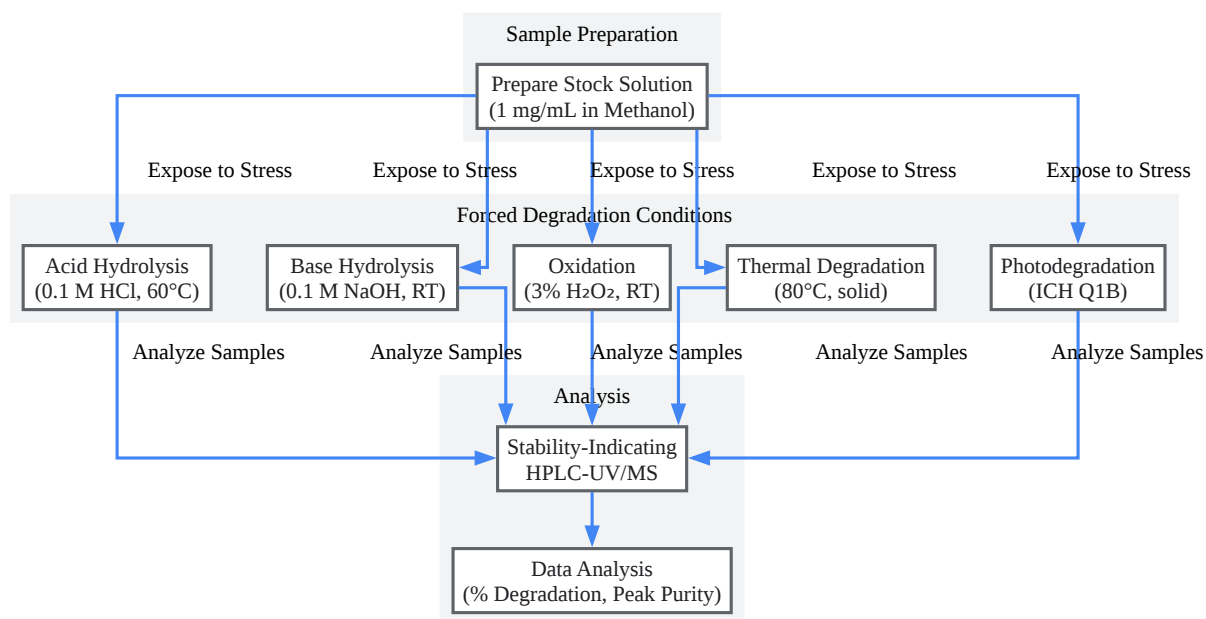 Sample Preparation
Prepare Stock Solution
(1 mg/mL in Methanol)
Expose to Stress
Expose to Stress
Expose to Stress
Expose to Stress
Expose to Stress
Forced Degradation Conditions
Acid Hydrolysis
(0.1 M HCl, 60°C)
Base Hydrolysis
(0.1 M NaOH, RT)
Oxidation
(3% H₂O₂, RT)
Thermal Degradation
(80°C, solid)
Photodegradation
(ICH Q1B)
Analyze Samples
Analyze Samples
Analyze Samples
Analyze Samples
Analyze Samples
Analysis
Stability-Indicating
HPLC-UV/MS
Data Analysis
(% Degradation, Peak Purity)